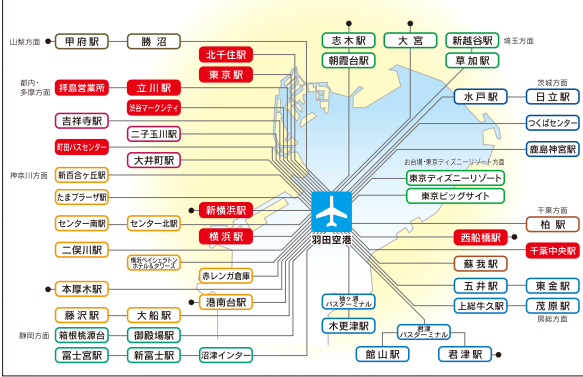 山梨方面
甲府駅
勝沼
北千住駅
東京駅
志木駅
朝霞台駅
大宮
新越谷駅
草加駅
埼玉方面
都内・
多摩方面
拝島営業所
立川駅
渋谷マークシティ
吉祥寺駅
二子玉川駅
町田バスセンター
大井町駅
茨城方面
水戸駅
日立駅
つくばセンター
鹿島神宮駅
お台場・東京ディズニーリゾート方面
東京ディズニーリゾート
東京ビッグサイト
神奈川方面
新百合ヶ丘駅
たまプラーザ駅
新横浜駅
センター南駅
センター北駅
横浜駅
羽田空港
千葉方面
柏駅
西船橋駅
千葉中央駅
二俣川駅
横浜ベイシェラトン
ホテル&タワーズ
赤レンガ倉庫
蘇我駅
本厚木駅
港南台駅
五井駅
東金駅
藤沢駅
大船駅
袖ヶ浦
バスターミナル
木更津駅
上総牛久駅
茂原駅
房総方面
静岡方面
箱根桃源台
御殿場駅
君津
バスターミナル
富士宮駅
新富士駅
沼津インター
館山駅
君津駅